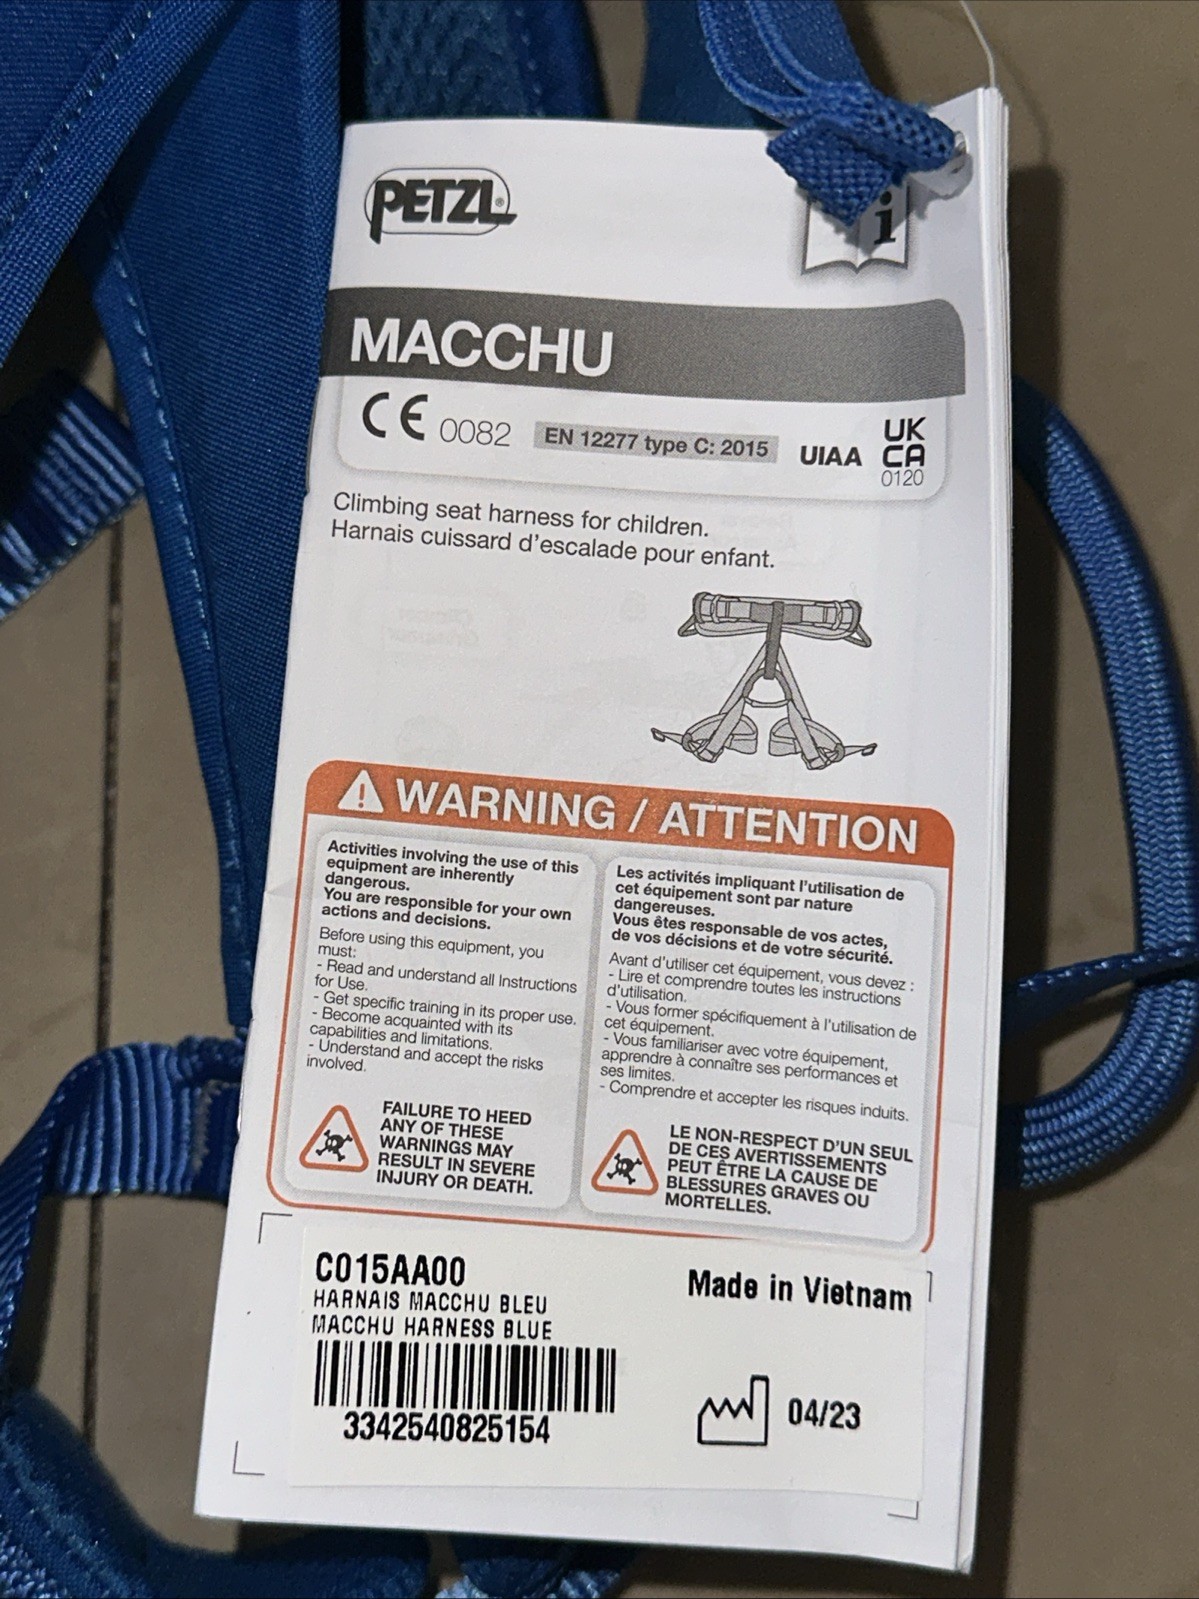 PETZL®
i
MACCHU
CE 0082 EN 12277 type C: 2015 UIAA UK
CA
0120
Climbing seat harness for children.
Harnais cuissard d'escalade pour enfant.
WARNING / ATTENTION
Activities involving the use of this
equipment are inherently
dangerous.
You are responsible for your own
actions and decisions.
Before using this equipment, you
must:
- Read and understand all Instructions
for Use.
- Get specific training in its proper use.
- Become acquainted with its
capabilities and limitations.
- Understand and accept the risks
involved.
FAILURE TO HEED
ANY OF THESE
WARNINGS MAY
RESULT IN SEVERE
INJURY OR DEATH.
Les activités impliquant l'utilisation de
cet équipement sont par nature
dangereuses.
Vous êtes responsable de vos actes,
de vos décisions et de votre sécurité.
Avant d'utiliser cet équipement, vous devez :
- Lire et comprendre toutes les instructions
d'utilisation.
- Vous former spécifiquement à l'utilisation de
cet équipement.
- Vous familiariser avec votre équipement,
apprendre à connaître ses performances et
ses limites.
- Comprendre et accepter les risques induits.
LE NON-RESPECT D'UN SEUL
DE CES AVERTISSEMENTS
PEUT ÊTRE LA CAUSE DE
BLESSURES GRAVES OU
MORTELLES.
C015AA00
HARNAIS MACCHU BLEU
MACCHU HARNESS BLUE
3342540825154
Made in Vietnam
04/23